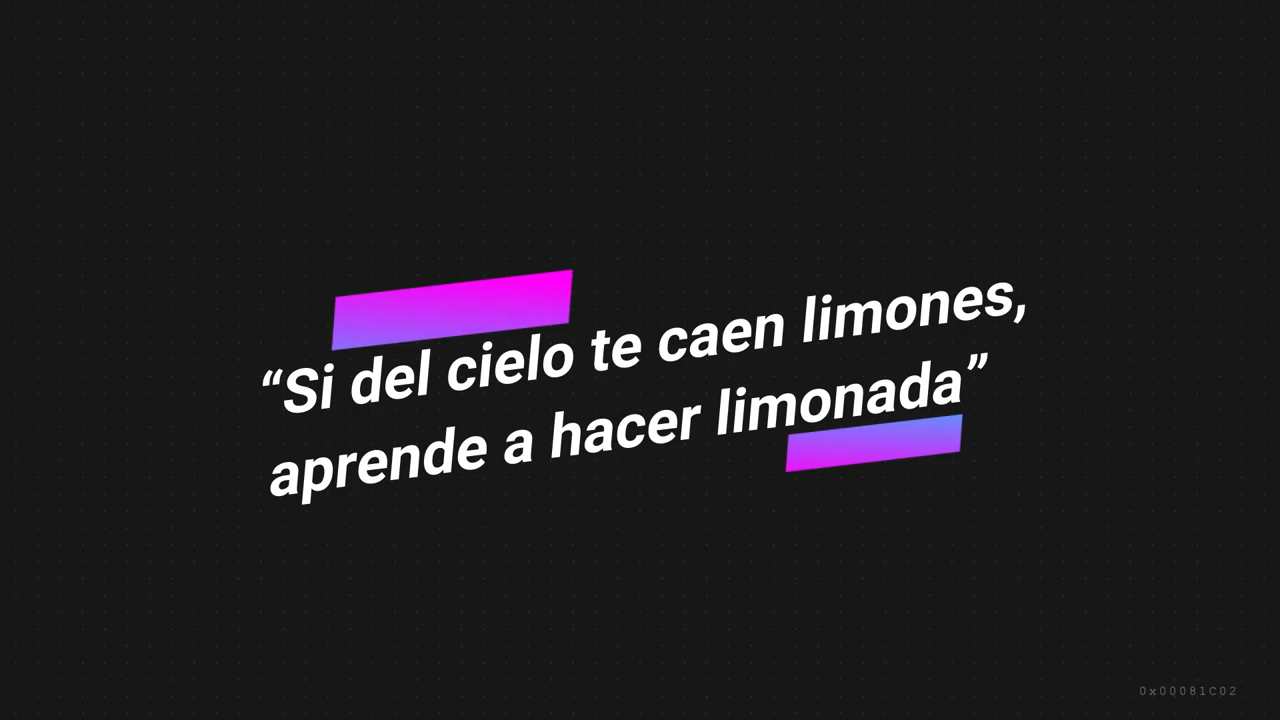 “Si del cielo te caen limones,
aprende a hacer limonada”
0x00081C02